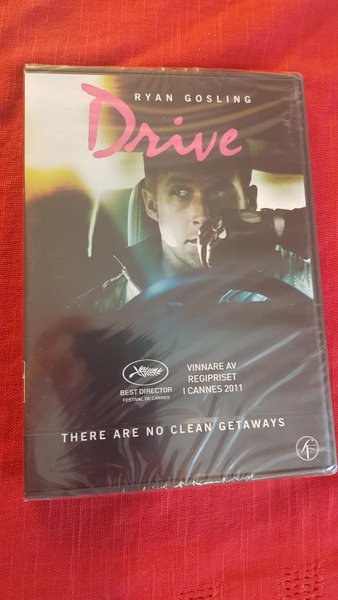 RYAN GOSLING
Drive
BEST DIRECTOR
FESTIVAL DE CANNES
VINNARE AV
REGIPRISET
I CANNES 2011
THERE ARE NO CLEAN GETAWAYS